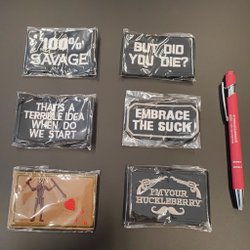 100%
SAVAGE
BUT DID
YOU DIE?
THAT'S A
TERRIBLE IDEA
WHEN DO
WE START
EMBRACE
THE SUCK
I'M YOUR
HUCKLEBERRY